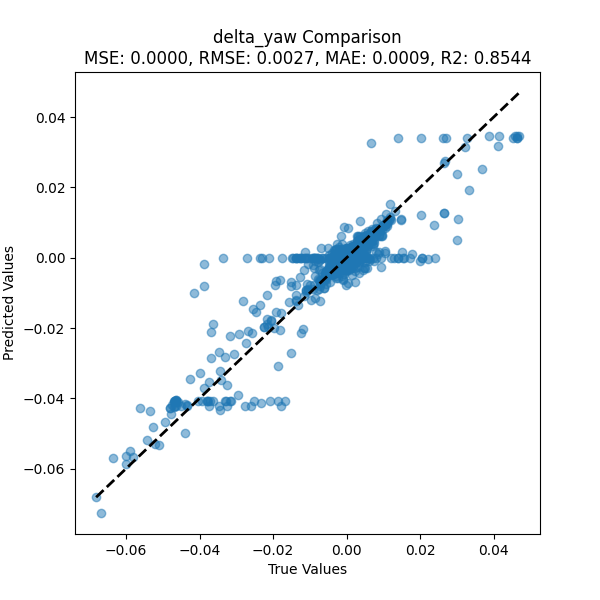 delta_yaw Comparison
MSE: 0.0000, RMSE: 0.0027, MAE: 0.0009, R2: 0.8544
Predicted Values
0.04
0.02
0.00
−0.02
−0.04
−0.06
−0.06 −0.04 −0.02 0.00 0.02 0.04
True Values